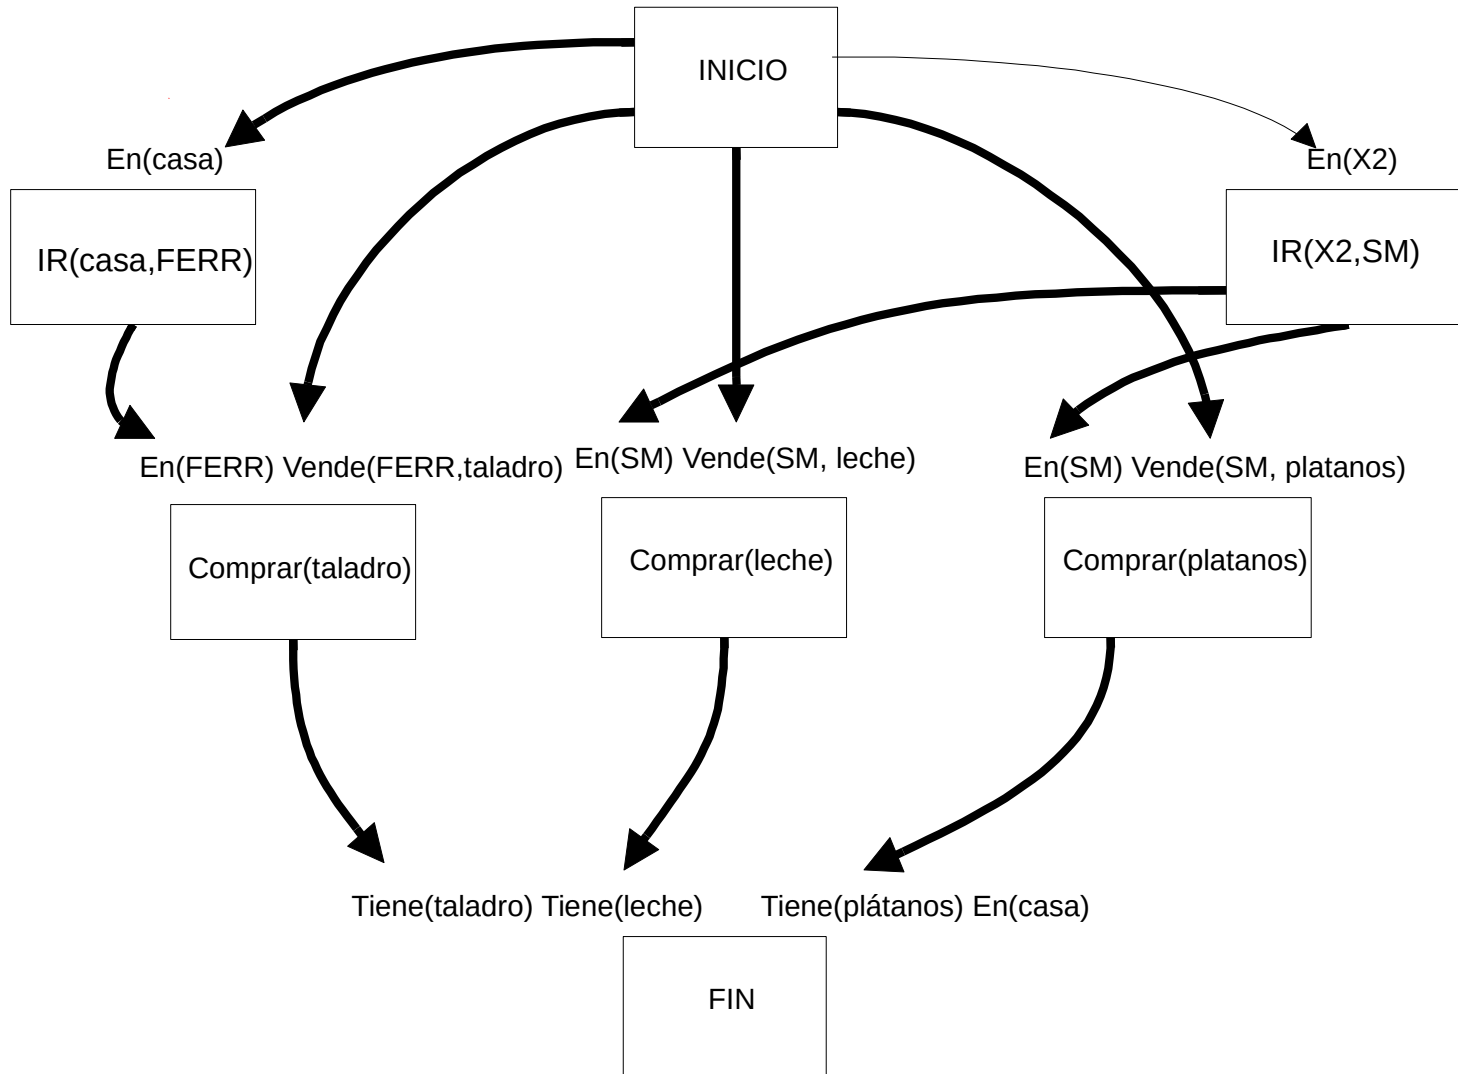 INICIO
En(casa)
En(X2)
IR(casa,FERR)
IR(X2,SM)
En(FERR) Vende(FERR,taladro)
En(SM) Vende(SM, leche)
En(SM) Vende(SM, platanos)
Comprar(taladro)
Comprar(leche)
Comprar(platanos)
Tiene(taladro) Tiene(leche)
Tiene(plátanos) En(casa)
FIN